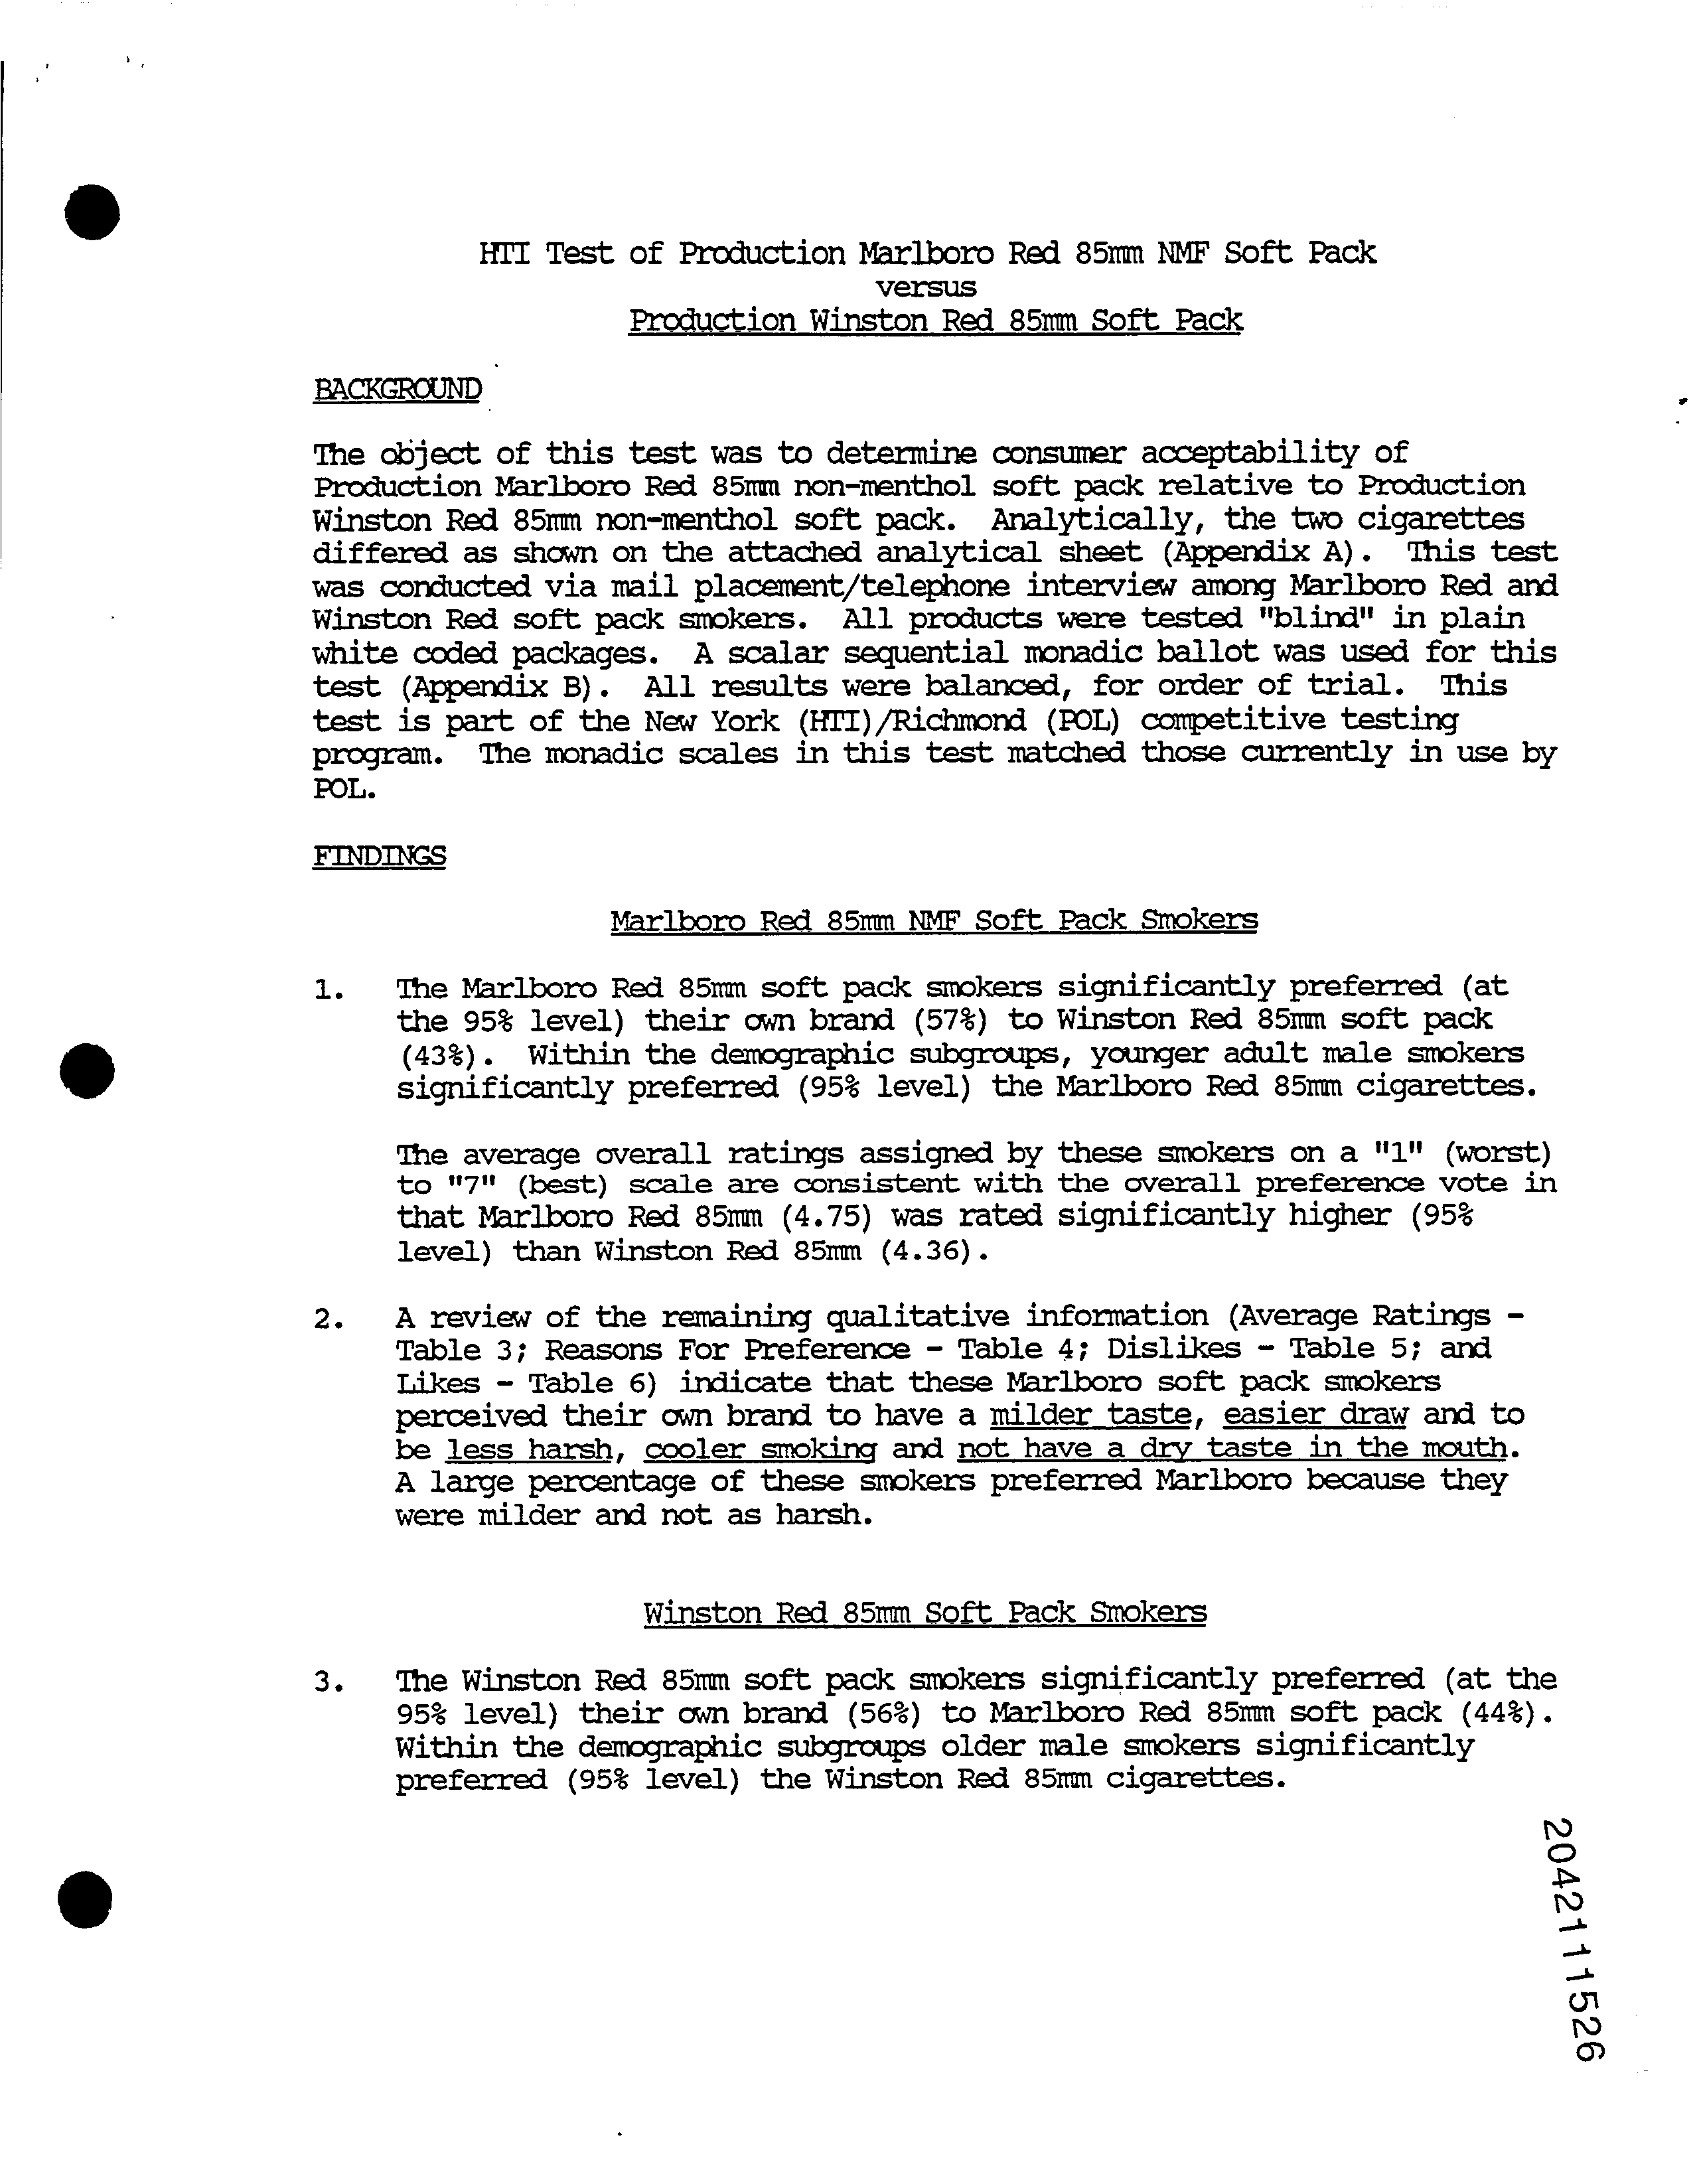 HTI Test of Production Marlboro Red 85mm NMF Soft Pack
versus
Production Winston Red 85mm Soft Pack
BACKGROUND
The object of this test was to determine consumer acceptability of
Production Marlboro Red 85mm non-menthol soft pack relative to Production
Winston Red 85mm non-menthol soft pack. Analytically, the two cigarettes
differed as shown on the attached analytical sheet (Appendix A). This test
was conducted via mail placement/telephone interview among Marlboro Red and
Winston Red soft pack smokers. All products were tested "blind" in plain
white coded packages. A scalar sequential monadic ballot was used for this
test (Appendix B). All results were balanced, for order of trial. This
test is part of the New York (HTI)/Richmond (POL) competitive testing
program. The monadic scales in this test matched those currently in use by
POL.
FINDINGS
Marlboro Red 85mm NMF Soft Pack Smokers
1. The Marlboro Red 85mm soft pack smokers significantly preferred (at
the 95% level) their own brand (57%) to Winston Red 85mm soft pack
(43%). Within the demographic subgroups, younger adult male smokers
significantly preferred (95% level) the Marlboro Red 85mm cigarettes.
The average overall ratings assigned by these smokers on a "1" (worst)
to "7" (best) scale are consistent with the overall preference vote in
that Marlboro Red 85mm (4.75) was rated significantly higher (95%
level) than Winston Red 85mm (4.36).
2. A review of the remaining qualitative information (Average Ratings -
Table 3; Reasons For Preference - Table 4; Dislikes - Table 5; and
Likes - Table 6) indicate that these Marlboro soft pack smokers
perceived their own brand to have a milder taste, easier draw and to
be less harsh, cooler smoking and not have a dry taste in the mouth.
A large percentage of these smokers preferred Marlboro because they
were milder and not as harsh.
Winston Red 85mm Soft Pack Smokers
3. The Winston Red 85mm soft pack smokers significantly preferred (at the
95% level) their own brand (56%) to Marlboro Red 85mm soft pack (44%).
Within the demographic subgroups older male smokers significantly
preferred (95% level) the Winston Red 85mm cigarettes.
2042111526